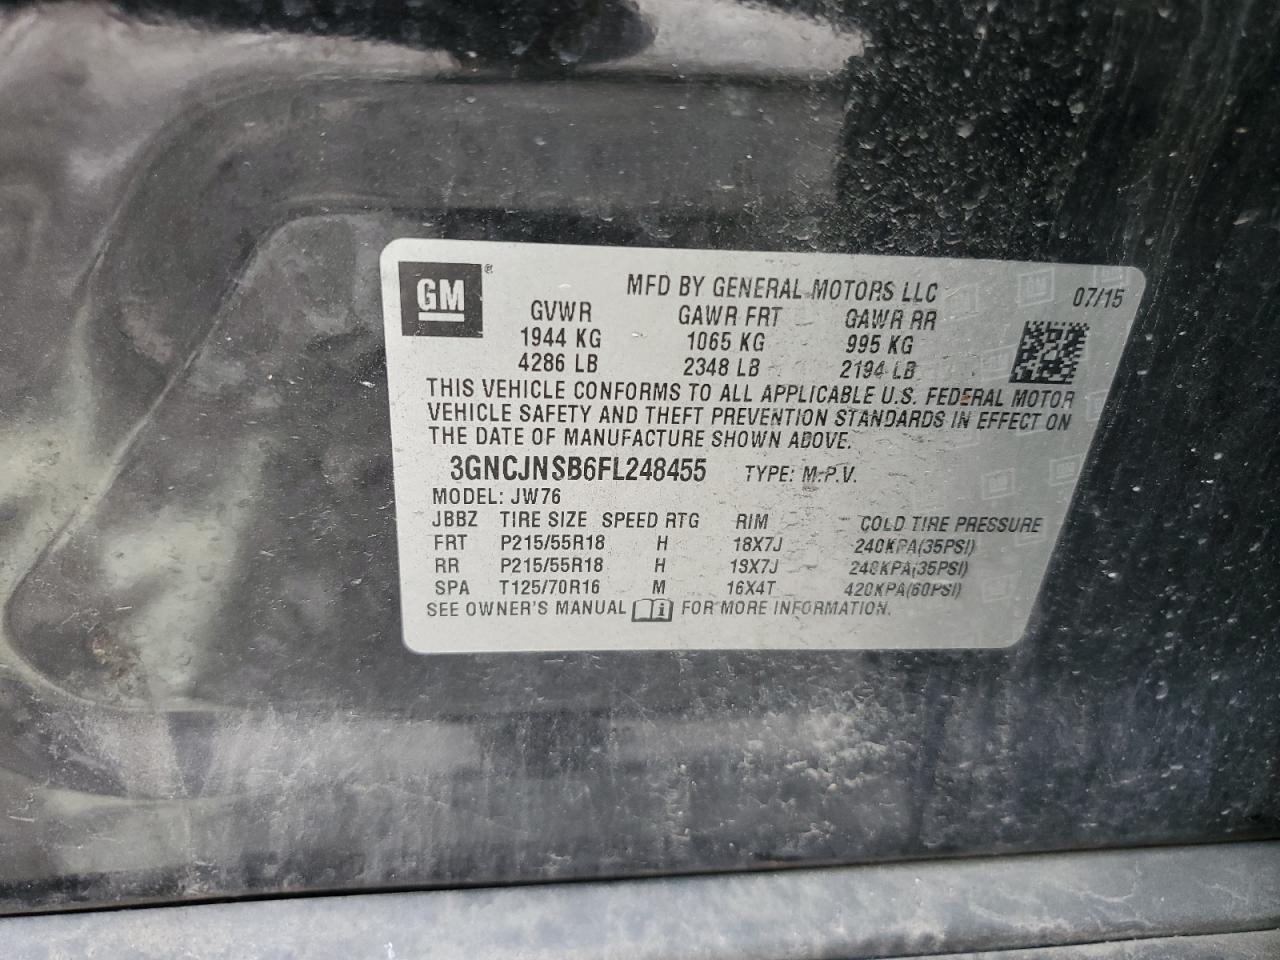 GM®
MFD BY GENERAL MOTORS LLC 07/15
GVWR GAWR FRT GAWR RR
1944 KG 1065 KG 995 KG
4286 LB 2348 LB 2194 LB
THIS VEHICLE CONFORMS TO ALL APPLICABLE U.S. FEDERAL MOTOR
VEHICLE SAFETY AND THEFT PREVENTION STANDARDS IN EFFECT ON
THE DATE OF MANUFACTURE SHOWN ABOVE.
3GNCJNSB6FL248455 TYPE: M.P.V.
MODEL: JW76
JBBZ TIRE SIZE SPEED RTG RIM COLD TIRE PRESSURE
FRT P215/55R18 H 18X7J 240KPA(35PSI)
RR P215/55R18 H 18X7J 240KPA(35PSI)
SPA T125/70R16 M 16X4T 420KPA(60PSI)
SEE OWNER'S MANUAL i FOR MORE INFORMATION.